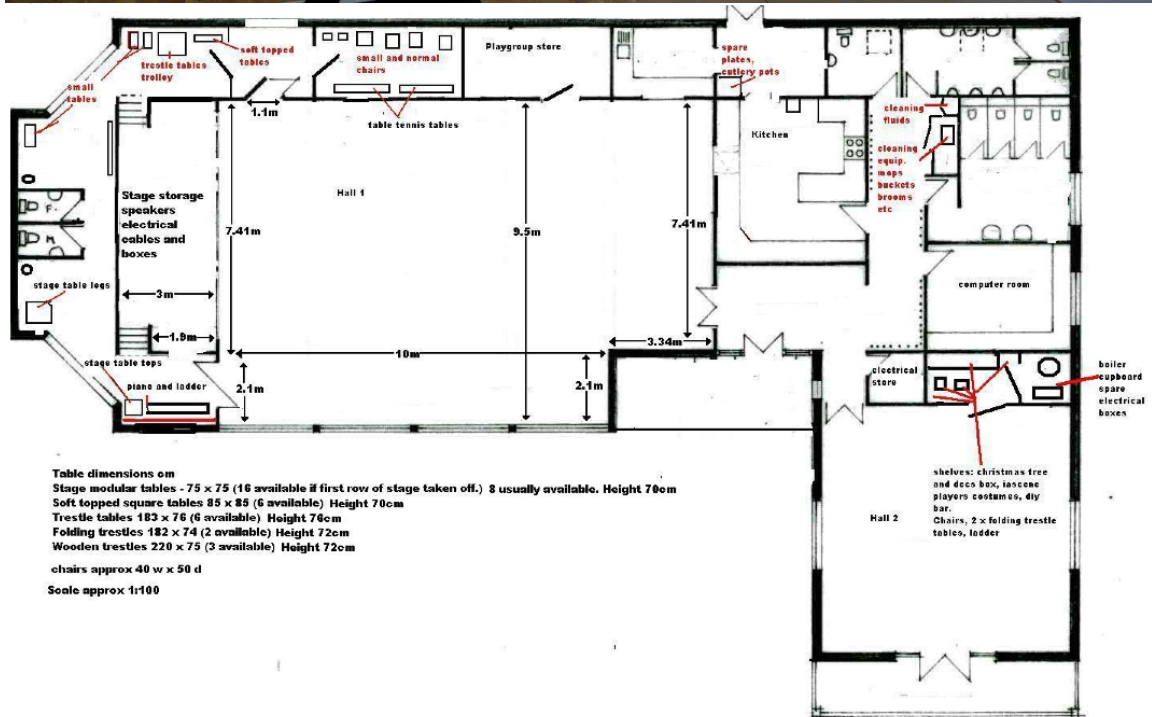 soft topped
tables
trestle tables
trolley
small
tables
small and normal
chairs
table tennis tables
Playgroup store
spare
plates,
cutlery pots
1.1m
Kitchen
cleaning
fluids
cleaning
equip.
mops
buckets
brooms
etc
Stage storage
speakers
electrical
cables and
boxes
Hall 1
F
M
7.41m
9.5m
7.41m
stage table legs
3m
1.9m
10m
3.34m
computer room
stage table tops
piano and ladder
2.1m
2.1m
electrical
store
boiler
cupboard
spare
electrical
boxes
Table dimensions cm
Stage modular tables - 75 x 75 (16 available if first row of stage taken off.) 8 usually available. Height 70cm
Soft topped square tables 85 x 85 (6 available) Height 70cm
Trestle tables 183 x 76 (6 available) Height 76cm
Folding trestles 182 x 74 (2 available) Height 72cm
Wooden trestles 220 x 75 (3 available) Height 72cm
chairs approx 40 w x 50 d
Scale approx 1:100
Hall 2
shelves: christmas tree
and decs box, iascene
players costumes, diy
bar.
Chairs, 2 x folding trestle
tables, ladder